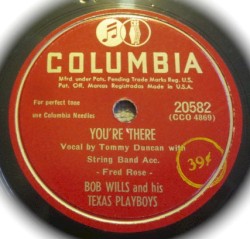 COLUMBIA
Mfrd. under Pats. Pending Trade Marks Reg. U.S.
Pat. Off. Marcas Registradas Made in U.S.A.
For perfect tone
use Columbia Needles
20582
(CCO 4869)
YOU'RE THERE
Vocal by Tommy Duncan with
String Band Acc.
- Fred Rose -
39¢
BOB WILLS and his
TEXAS PLAYBOYS